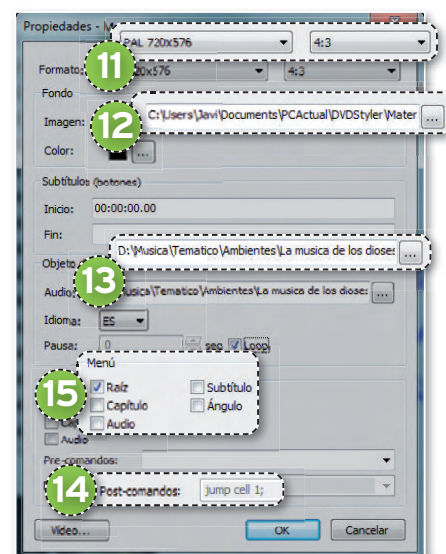 Propiedades - M
PAL 720x576 4:3
Formato: 20x576 4:3
11
Fondo
Imagen: C:\Users\Javi\Documents\PCActual\DVDStyler\Mater ...
12
Color: ...
Subtítulos (botones)
Inicio: 00:00:00.00
Fin:
D:\Musica\Tematico\Ambientes\La musica de los dioses ...
Objeto
13
Audio: Musica\Tematico\Ambientes\La musica de los dioses ...
Idioma: ES
Pausa: 0 seg Loop
Menú
15
Raíz Subtítulo
Capítulo Ángulo
Audio
Audio
Pre-comandos:
14
Post-comandos: jump cell 1;
Vídeo... OK Cancelar